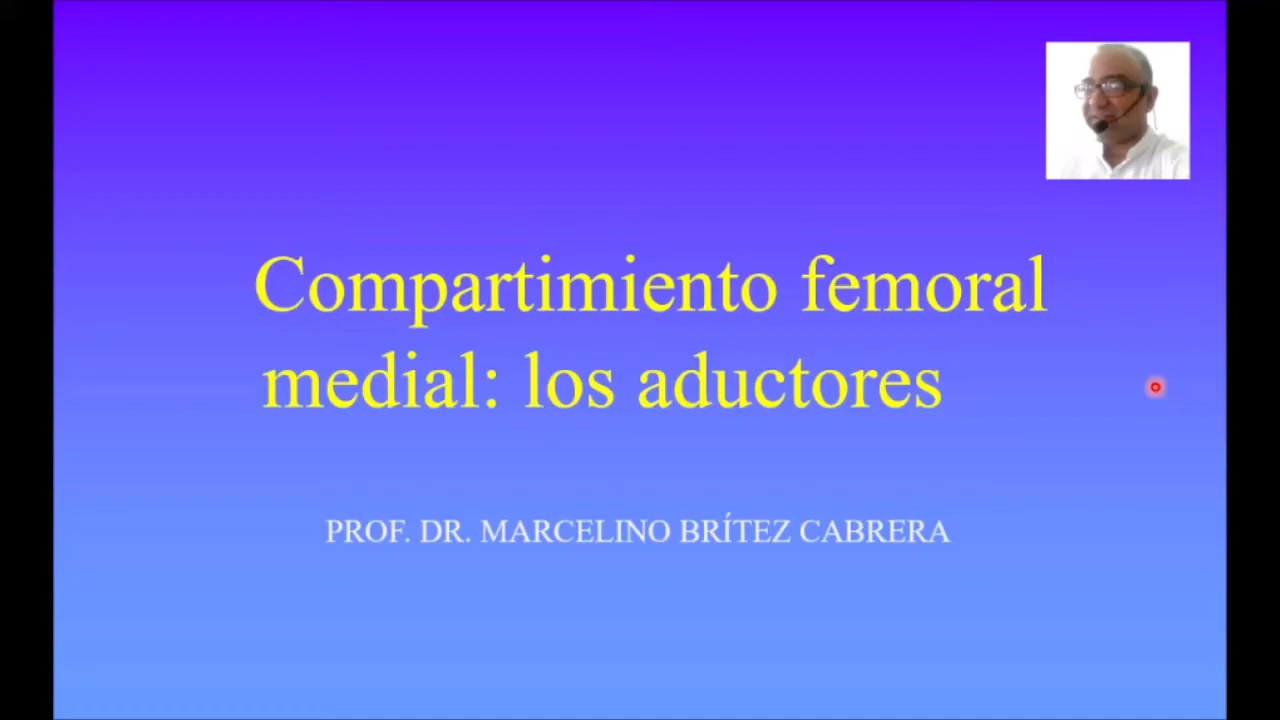 Compartimiento femoral
medial: los aductores
PROF. DR. MARCELINO BRÍTEZ CABRERA